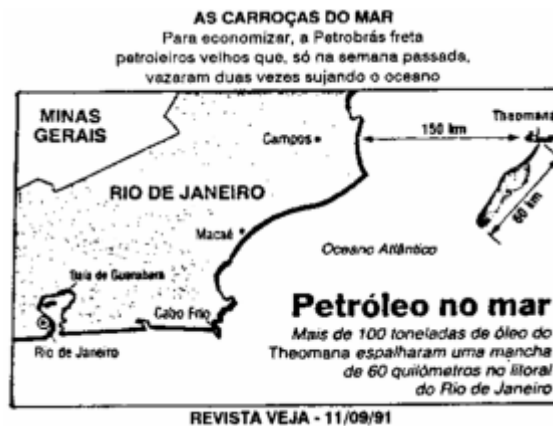 AS CARROÇAS DO MAR
Para economizar, a Petrobrás freta
petroleiros velhos que, só na semana passada,
vazaram duas vezes sujando o oceano
MINAS
GERAIS
Theomana
Campos
150 km
RIO DE JANEIRO
60 km
Macaé
Oceano Atlântico
Baía de Guanabara
Cabo Frio
Rio de Janeiro
Petróleo no mar
Mais de 100 toneladas de óleo do
Theomana espalharam uma mancha
de 60 quilômetros no litoral
do Rio de Janeiro
REVISTA VEJA - 11/09/91